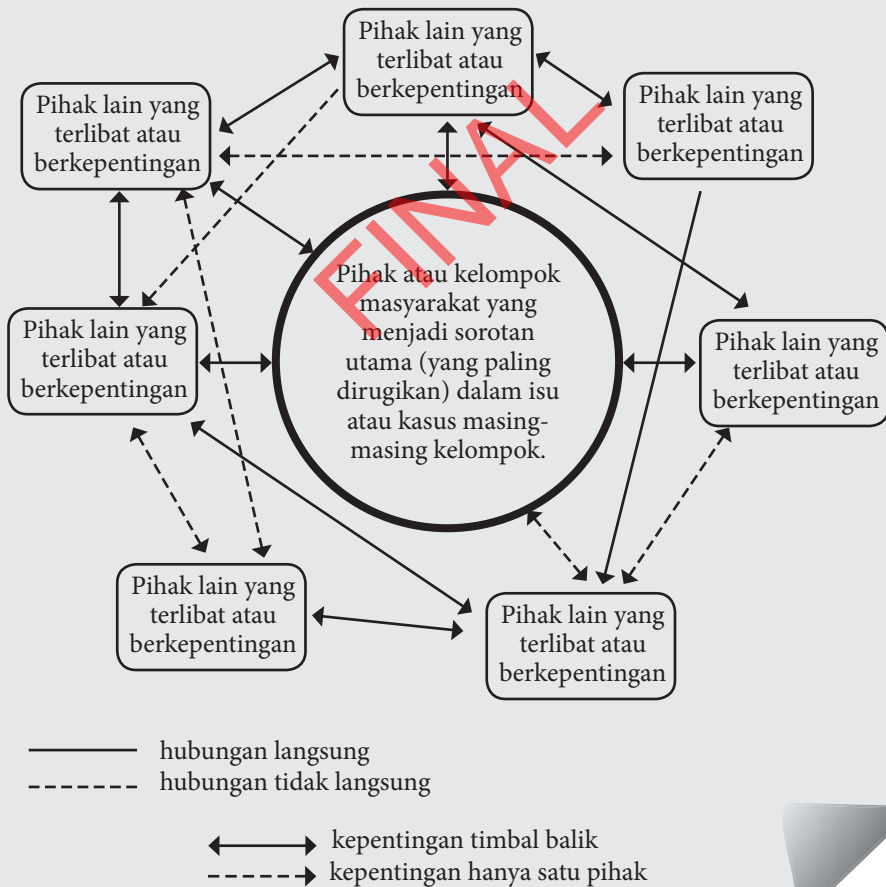 Pihak lain yang
terlibat atau
berkepentingan
Pihak lain yang
terlibat atau
berkepentingan
Pihak lain yang
terlibat atau
berkepentingan
FINAL
Pihak atau kelompok
masyarakat yang
menjadi sorotan
utama (yang paling
dirugikan) dalam isu
atau kasus masing-
masing kelompok.
Pihak lain yang
terlibat atau
berkepentingan
Pihak lain yang
terlibat atau
berkepentingan
Pihak lain yang
terlibat atau
berkepentingan
Pihak lain yang
terlibat atau
berkepentingan
hubungan langsung
hubungan tidak langsung
kepentingan timbal balik
kepentingan hanya satu pihak